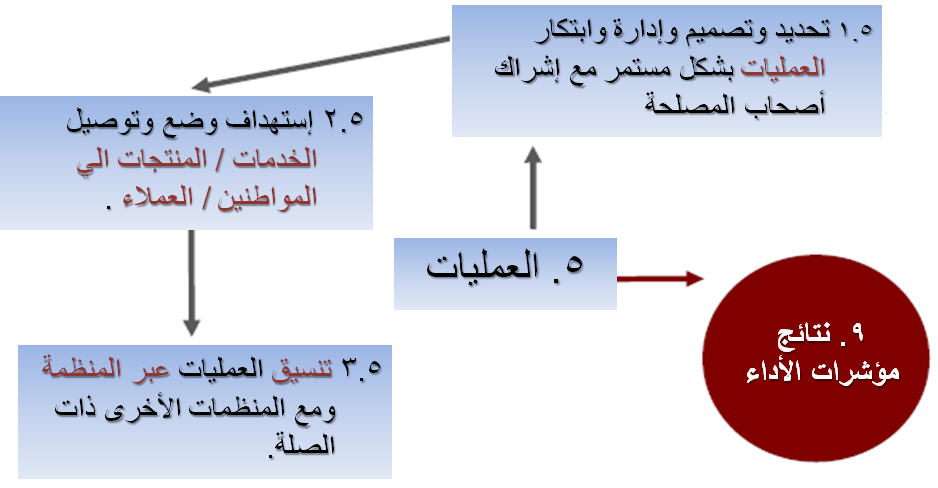 ١.٥ تحديد وتصميم وإدارة وابتكار
العمليات بشكل مستمر مع إشراك
أصحاب المصلحة
٢.٥ إستهداف وضع وتوصيل
الخدمات / المنتجات الي
المواطنين / العملاء .
٥. العمليات
٩. نتائج
مؤشرات الأداء
٣.٥ تنسيق العمليات عبر المنظمة
ومع المنظمات الأخرى ذات
الصلة.